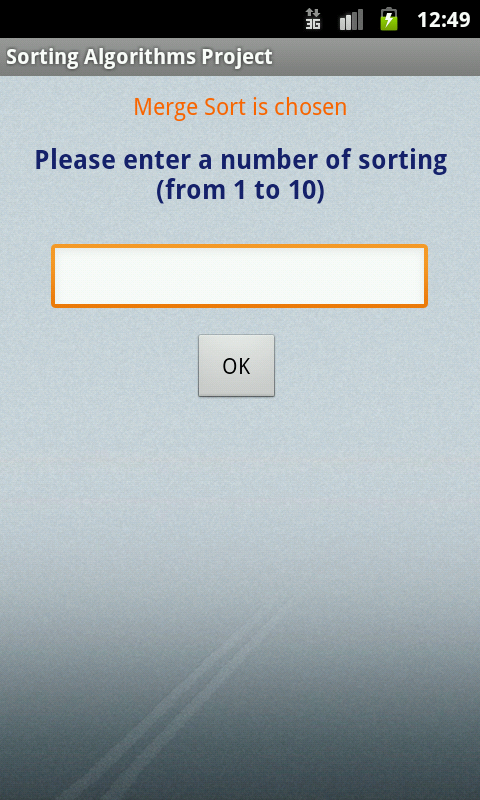 3G
12:49
Sorting Algorithms Project
Merge Sort is chosen
Please enter a number of sorting
(from 1 to 10)
OK